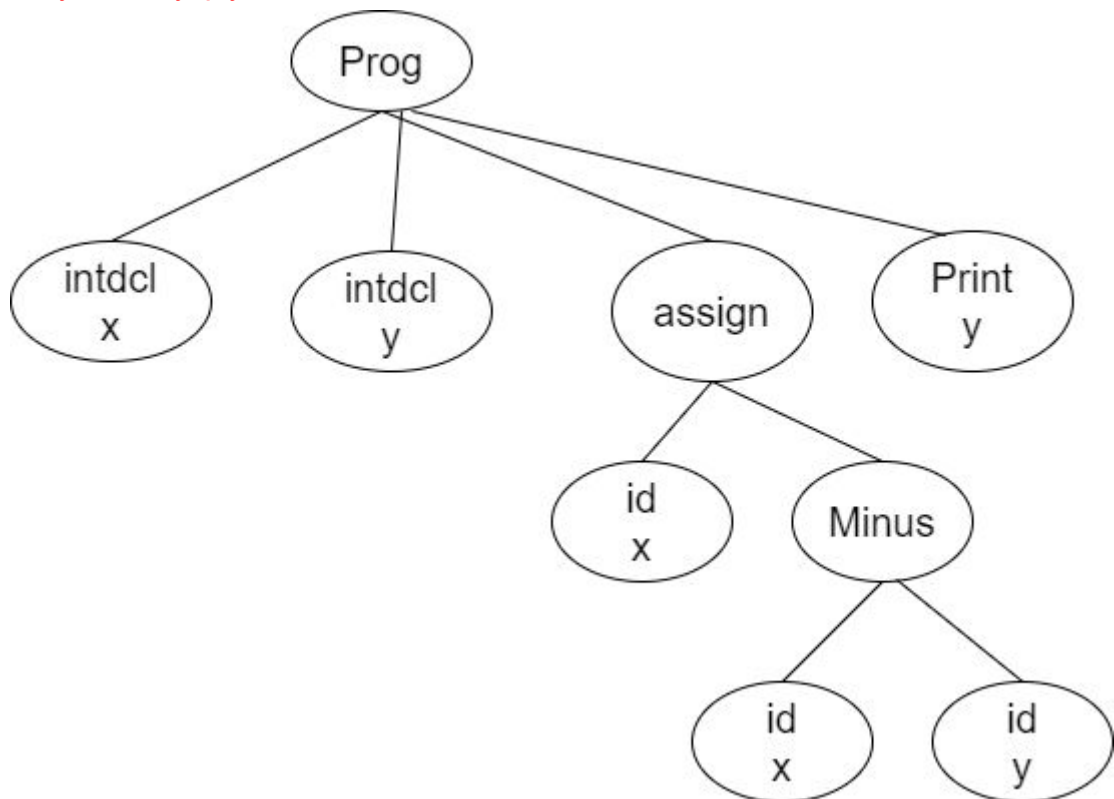 Prog
intdcl
x
intdcl
y
assign
Print
y
id
x
Minus
id
x
id
y